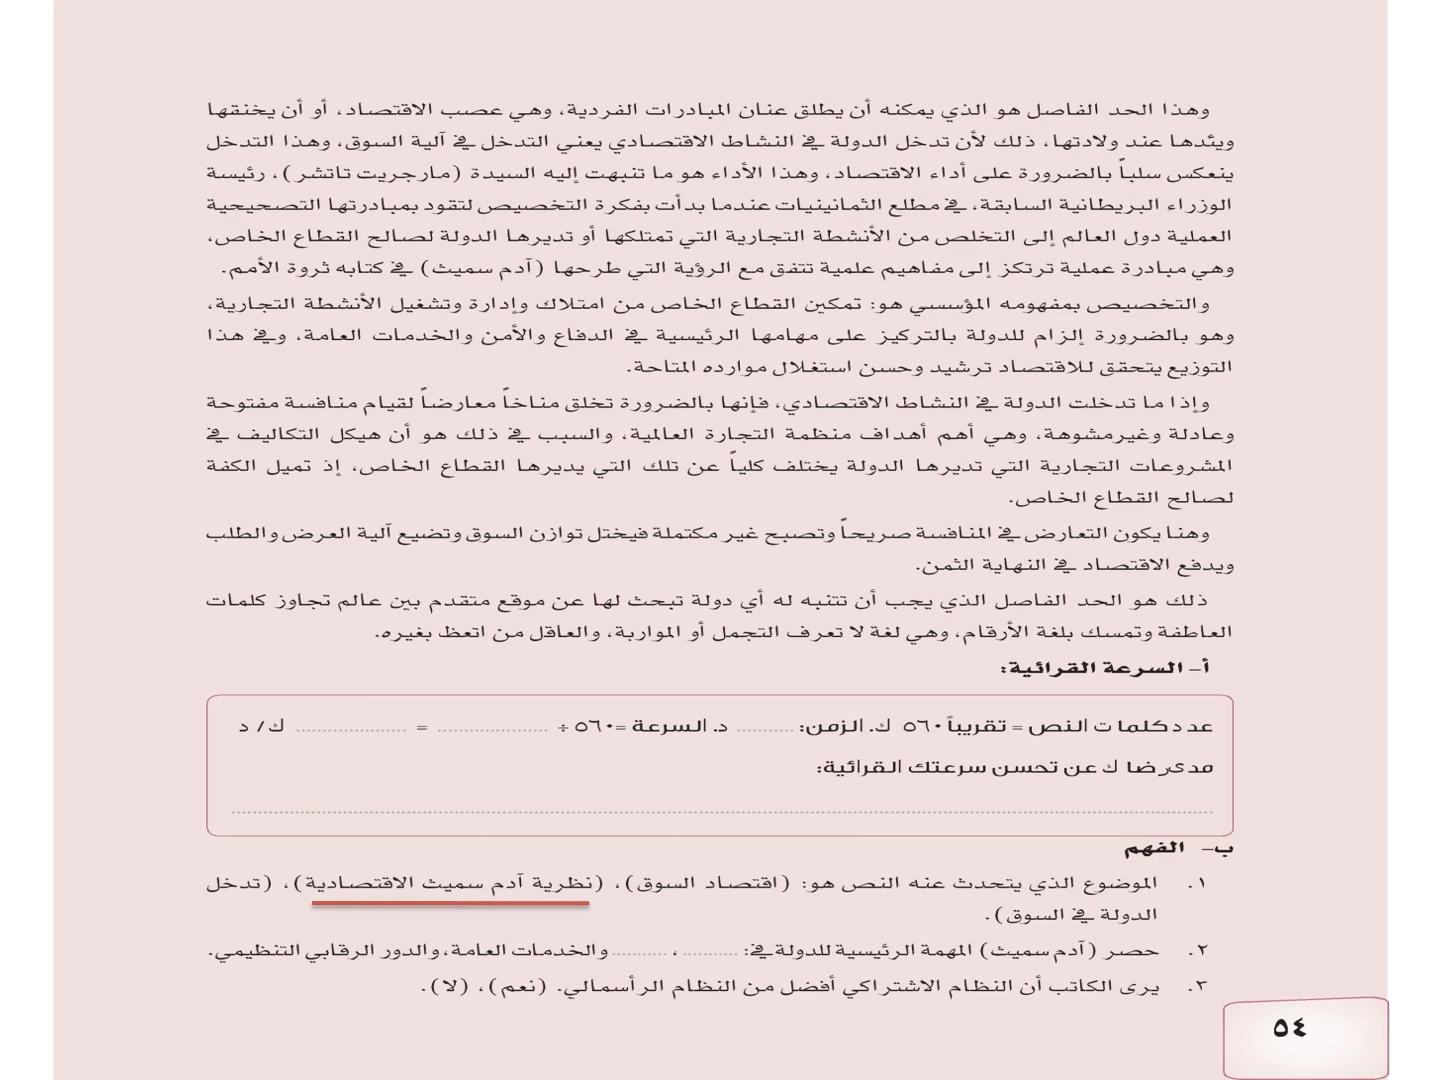 وهذا الحد الفاصل هو الذي يمكنه أن يطلق عنان المبادرات الفردية، وهي عصب الاقتصاد، أو أن يخنقها
ويئدها عند ولادتها، ذلك لأن تدخل الدولة في النشاط الاقتصادي يعني التدخل في آلية السوق، وهذا التدخل
ينعكس سلباً بالضرورة على أداء الاقتصاد، وهذا الأداء هو ما تنبهت إليه السيدة (مارجريت تاتشر)، رئيسة
الوزراء البريطانية السابقة، في مطلع الثمانينيات عندما بدأت بفكرة التخصيص لتقود بمبادرتها التصحيحية
العملية دول العالم إلى التخلص من الأنشطة التجارية التي تمتلكها أو تديرها الدولة لصالح القطاع الخاص،
وهي مبادرة عملية ترتكز إلى مفاهيم علمية تتفق مع الرؤية التي طرحها (آدم سميث) في كتابه ثروة الأمم.
والتخصيص بمفهومه المؤسسي هو: تمكين القطاع الخاص من امتلاك وإدارة وتشغيل الأنشطة التجارية،
وهو بالضرورة إلزام للدولة بالتركيز على مهامها الرئيسية في الدفاع والأمن والخدمات العامة، وفي هذا
التوزيع يتحقق للاقتصاد ترشيد وحسن استغلال موارده المتاحة.
وإذا ما تدخلت الدولة في النشاط الاقتصادي، فإنها بالضرورة تخلق مناخاً معارضاً لقيام منافسة مفتوحة
وعادلة وغيرمشوهة، وهي أهم أهداف منظمة التجارة العالمية، والسبب في ذلك هو أن هيكل التكاليف في
المشروعات التجارية التي تديرها الدولة يختلف كلياً عن تلك التي يديرها القطاع الخاص، إذ تميل الكفة
لصالح القطاع الخاص.
وهنا يكون التعارض في المنافسة صريحاً وتصبح غير مكتملة فيختل توازن السوق وتضيع آلية العرض والطلب
ويدفع الاقتصاد في النهاية الثمن.
ذلك هو الحد الفاصل الذي يجب أن تتنبه له أي دولة تبحث لها عن موقع متقدم بين عالم تجاوز كلمات
العاطفة وتمسك بلغة الأرقام، وهي لغة لا تعرف التجمل أو المواربة، والعاقل من اتعظ بغيره.
أ- السرعة القرائية:
عدد كلمات النص = تقريباً ٥٦٠ ك. الزمن: .......... د. السرعة =٥٦٠ ÷ .................... = .................... ك/ د
مدى رضاك عن تحسن سرعتك القرائية:
ب- الفهم
١. الموضوع الذي يتحدث عنه النص هو: (اقتصاد السوق)، (نظرية آدم سميث الاقتصادية)، (تدخل
الدولة في السوق).
٢. حصر (آدم سميث) المهمة الرئيسية للدولة في: .......... ، .......... والخدمات العامة، والدور الرقابي التنظيمي.
٣. يرى الكاتب أن النظام الاشتراكي أفضل من النظام الرأسمالي. (نعم)، (لا).
٥٤